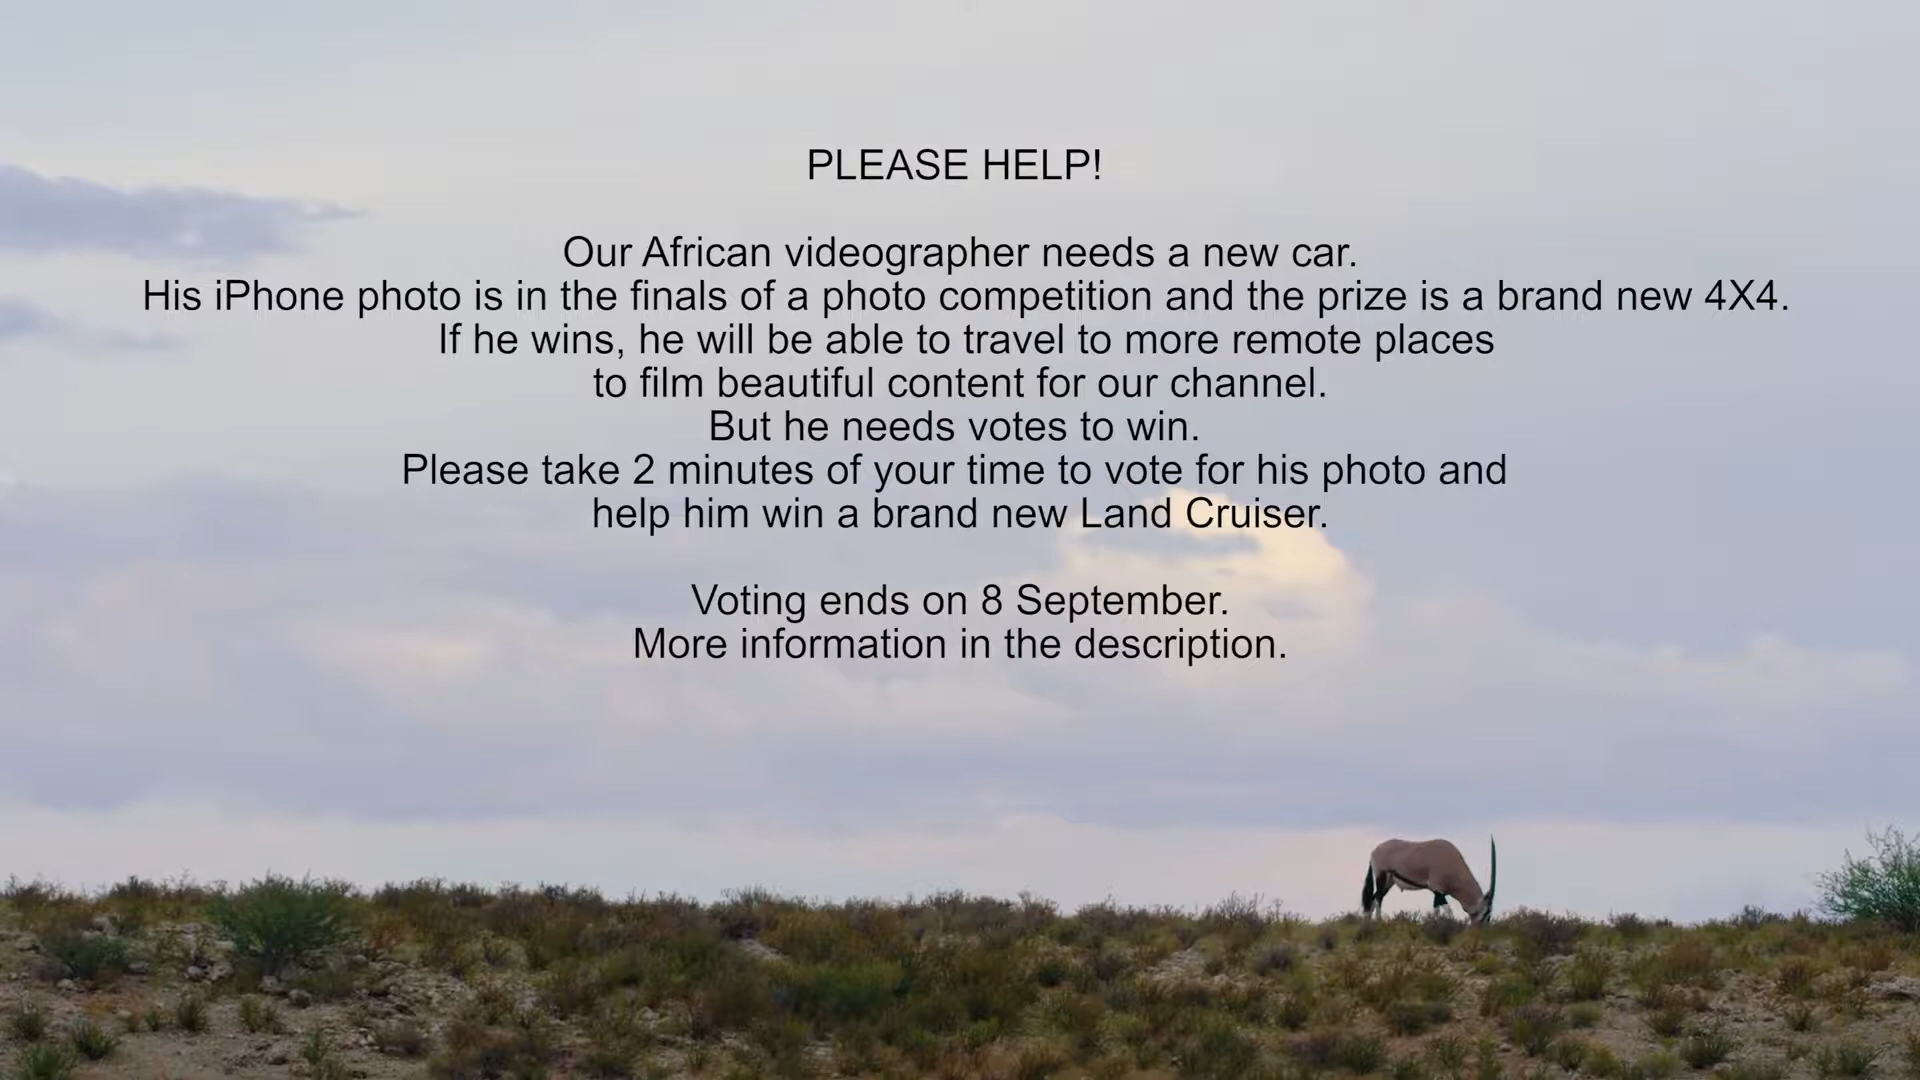 PLEASE HELP!
Our African videographer needs a new car.
His iPhone photo is in the finals of a photo competition and the prize is a brand new 4X4.
If he wins, he will be able to travel to more remote places
to film beautiful content for our channel.
But he needs votes to win.
Please take 2 minutes of your time to vote for his photo and
help him win a brand new Land Cruiser.
Voting ends on 8 September.
More information in the description.